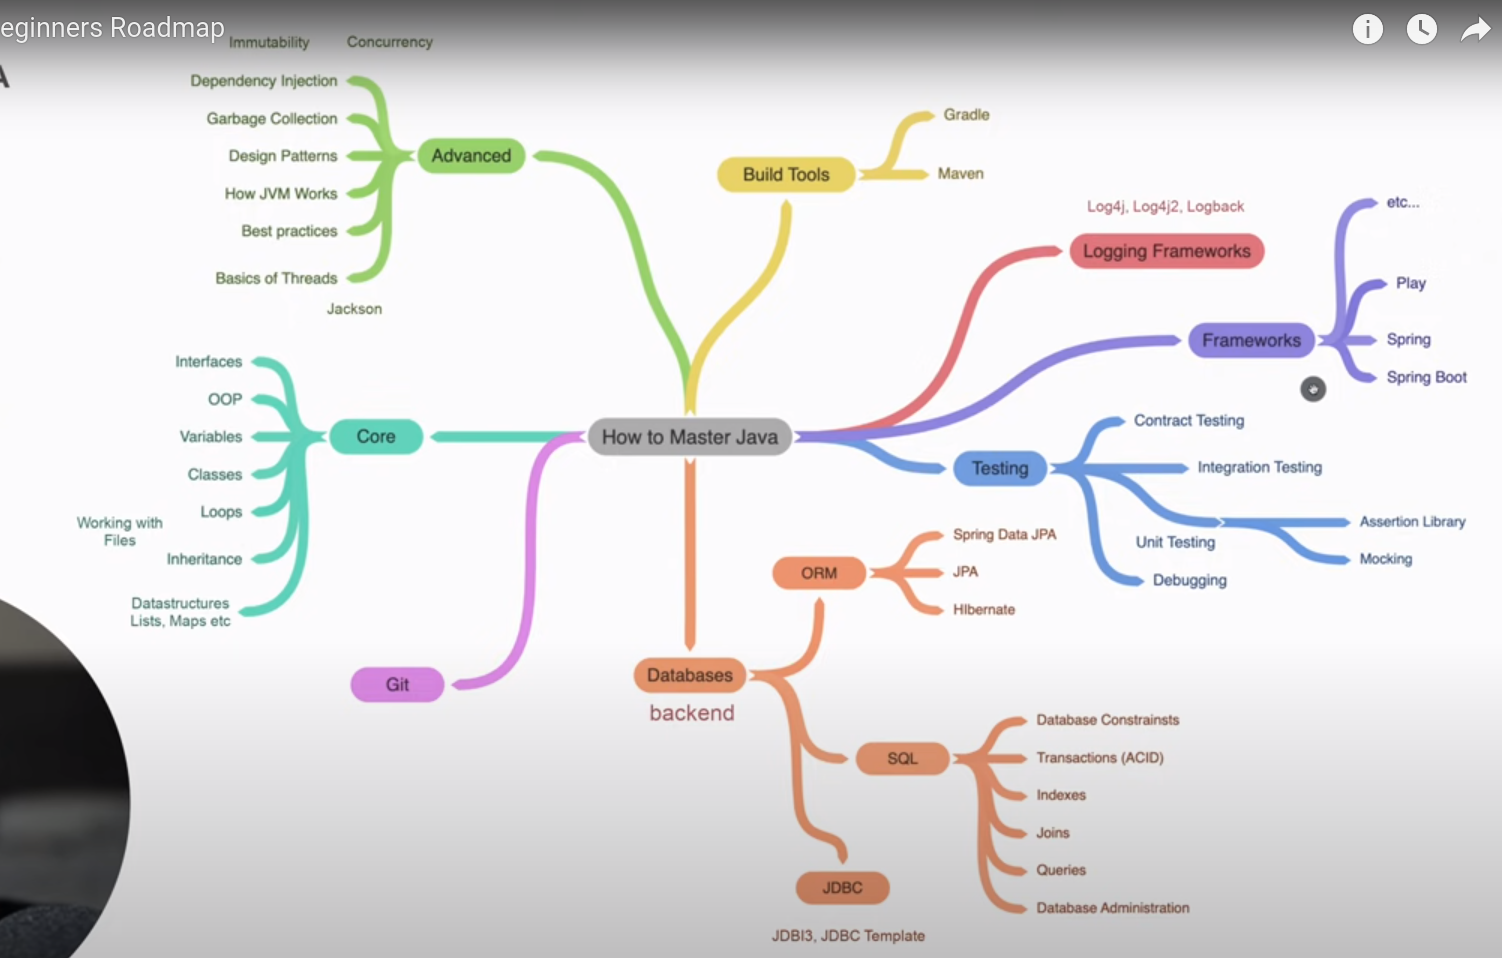 eginners Roadmap
A
Immutability
Concurrency
Dependency Injection
Garbage Collection
Design Patterns
How JVM Works
Best practices
Basics of Threads
Jackson
Advanced
Build Tools
Gradle
Maven
Log4j, Log4j2, Logback
Logging Frameworks
Frameworks
etc...
Play
Spring
Spring Boot
Interfaces
OOP
Variables
Classes
Loops
Working with
Files
Inheritance
Datastructures
Lists, Maps etc
Core
How to Master Java
Testing
Contract Testing
Integration Testing
Unit Testing
Assertion Library
Mocking
Debugging
Git
Databases
backend
ORM
Spring Data JPA
JPA
HIbernate
SQL
Database Constrainsts
Transactions (ACID)
Indexes
Joins
Queries
Database Administration
JDBC
JDBI3, JDBC Template